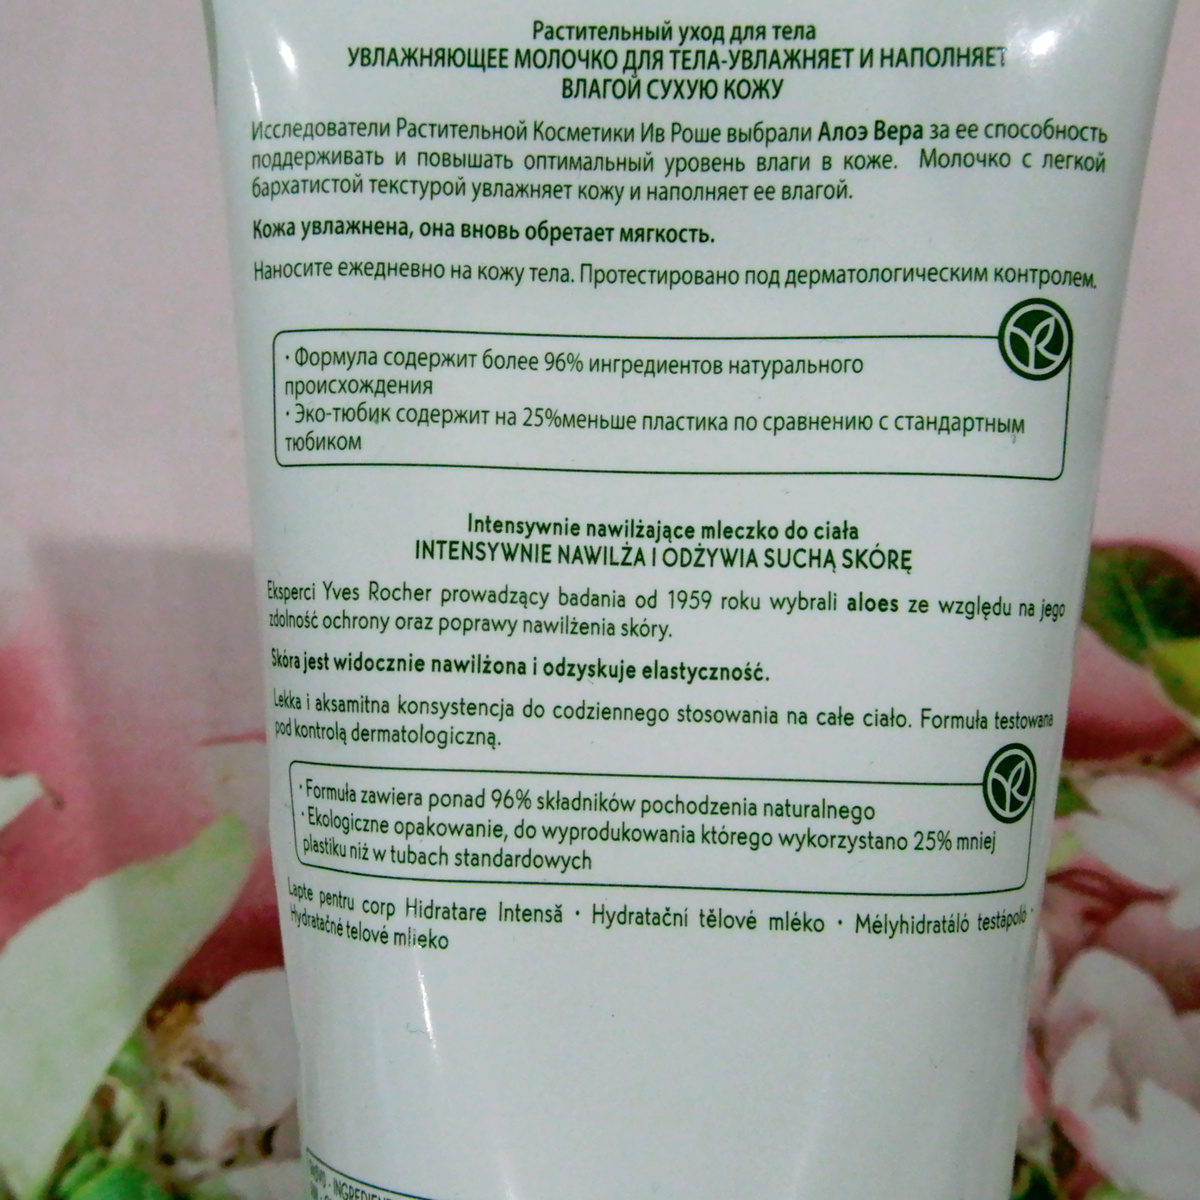 Растительный уход для тела
УВЛАЖНЯЮЩЕЕ МОЛОЧКО ДЛЯ ТЕЛА-УВЛАЖНЯЕТ И НАПОЛНЯЕТ
ВЛАГОЙ СУХУЮ КОЖУ
Исследователи Растительной Косметики Ив Роше выбрали Алоэ Вера за ее способность
поддерживать и повышать оптимальный уровень влаги в коже. Молочко с легкой
бархатистой текстурой увлажняет кожу и наполняет ее влагой.
Кожа увлажнена, она вновь обретает мягкость.
Наносите ежедневно на кожу тела. Протестировано под дерматологическим контролем.
· Формула содержит более 96% ингредиентов натурального
происхождения
· Эко-тюбик содержит на 25%меньше пластика по сравнению с стандартным
тюбиком
Intensywnie nawilżające mleczko do ciała
INTENSYWNIE NAWILŻA I ODŻYWIA SUCHĄ SKÓRĘ
Eksperci Yves Rocher prowadzący badania od 1959 roku wybrali aloes ze względu na jego
zdolność ochrony oraz poprawy nawilżenia skóry.
Skóra jest widocznie nawilżona i odzyskuje elastyczność.
Lekka i aksamitna konsystencja do codziennego stosowania na całe ciało. Formuła testowana
pod kontrolą dermatologiczną.
· Formuła zawiera ponad 96% składników pochodzenia naturalnego
· Ekologiczne opakowanie, do wyprodukowania którego wykorzystano 25% mniej
plastiku niż w tubach standardowych
Lapte pentru corp Hidratare Intensă · Hydratační tělové mléko · Mélyhidratáló testápoló ·
Hydratačné telové mlieko